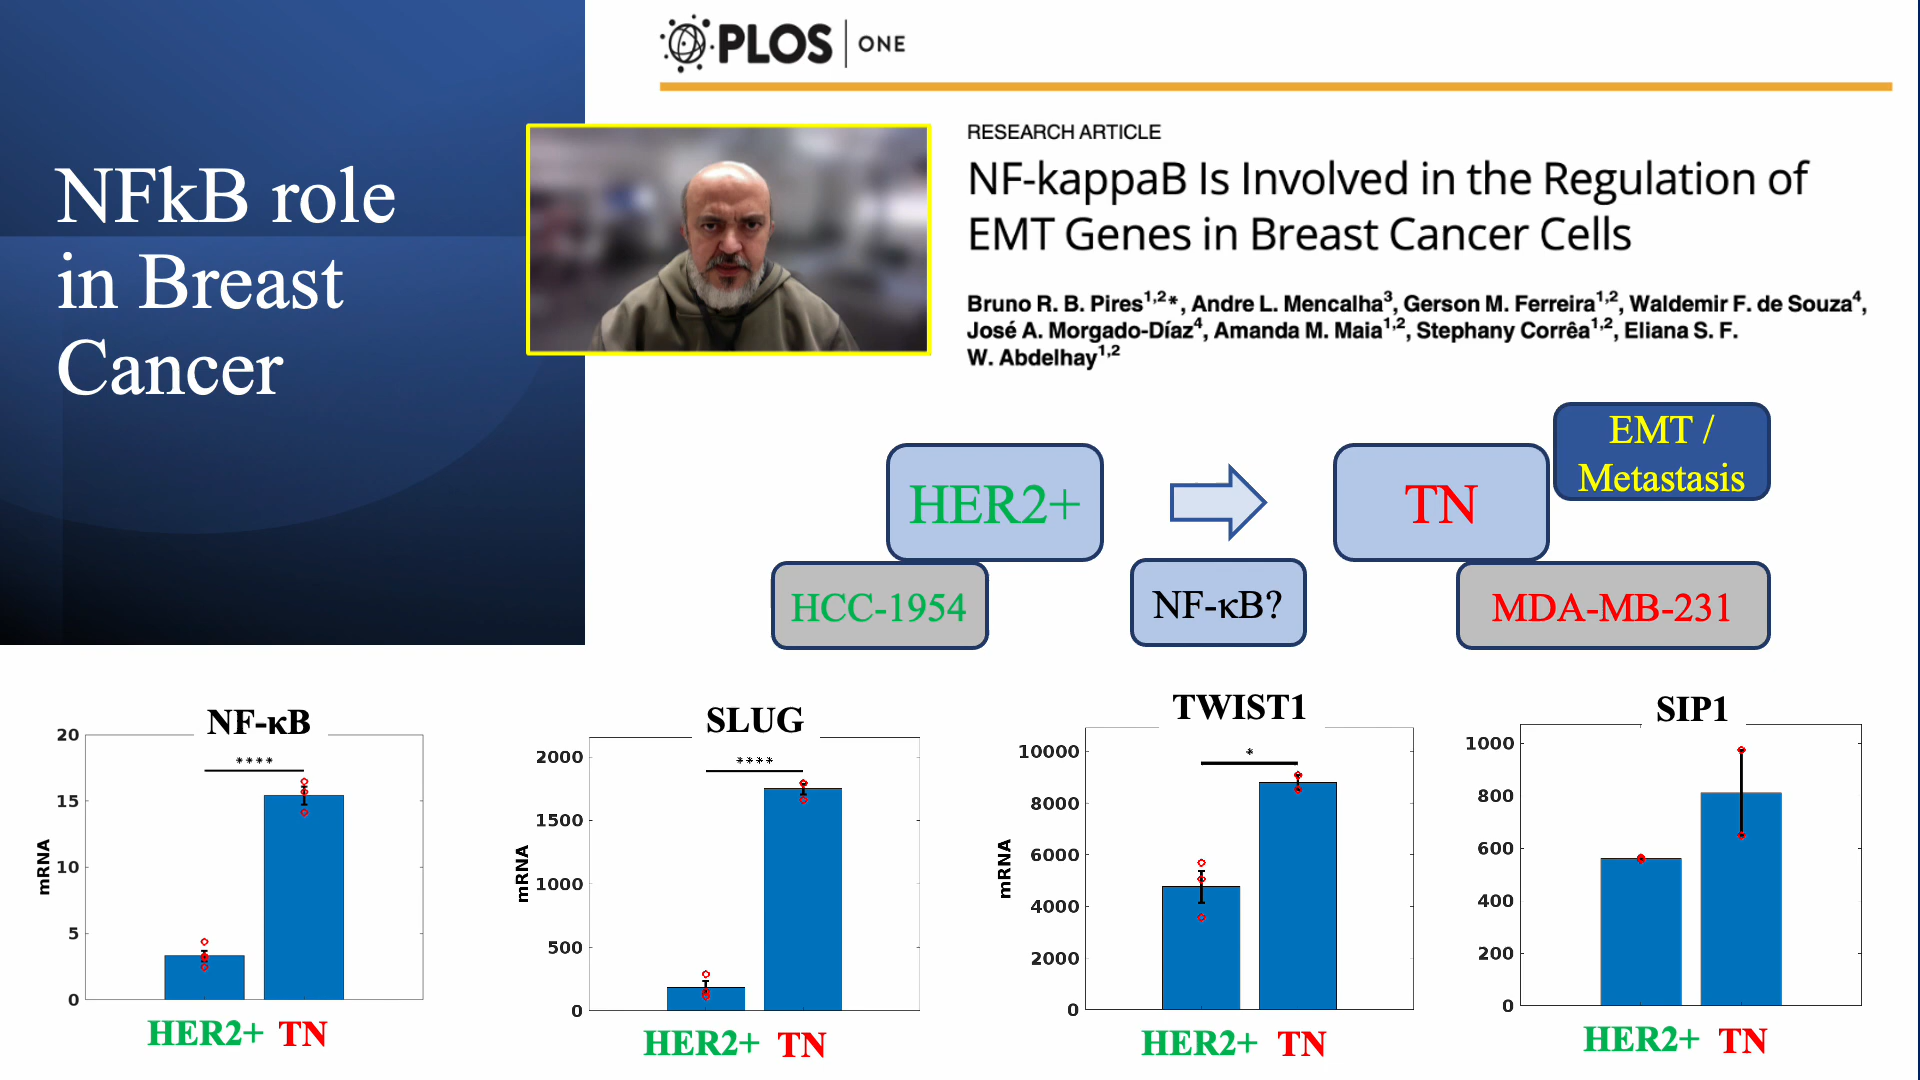 NFkB role
in Breast
Cancer
PLOS | ONE
RESEARCH ARTICLE
NF-kappaB Is Involved in the Regulation of
EMT Genes in Breast Cancer Cells
Bruno R. B. Pires1,2*, Andre L. Mencalha3, Gerson M. Ferreira1,2, Waldemir F. de Souza4,
José A. Morgado-Díaz4, Amanda M. Maia1,2, Stephany Corrêa1,2, Eliana S. F.
W. Abdelhay1,2
EMT /
Metastasis
HER2+
TN
HCC-1954
NF-κB?
MDA-MB-231
NF-κB
****
20
15
10
5
0
mRNA
HER2+ TN
SLUG
****
2000
1500
1000
500
0
mRNA
HER2+ TN
TWIST1
*
10000
8000
6000
4000
2000
0
mRNA
HER2+ TN
SIP1
1000
800
600
400
200
0
HER2+ TN